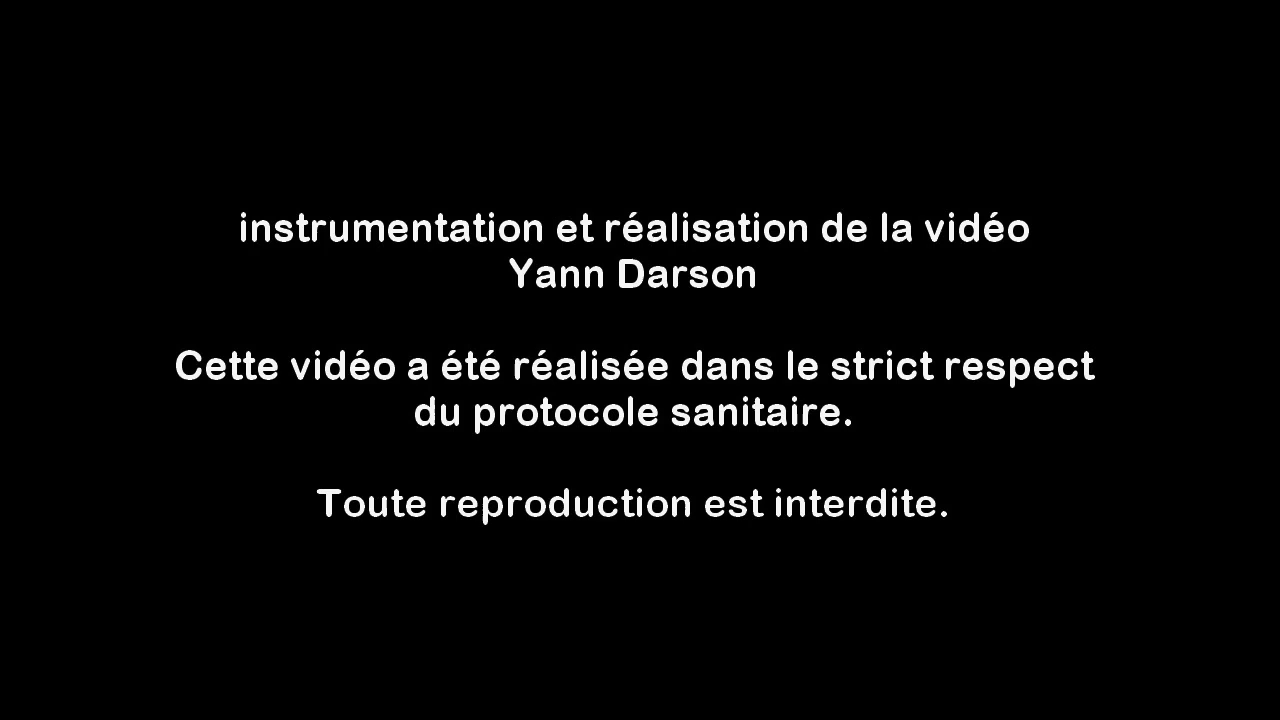 instrumentation et réalisation de la vidéo
Yann Darson
Cette vidéo a été réalisée dans le strict respect
du protocole sanitaire.
Toute reproduction est interdite.